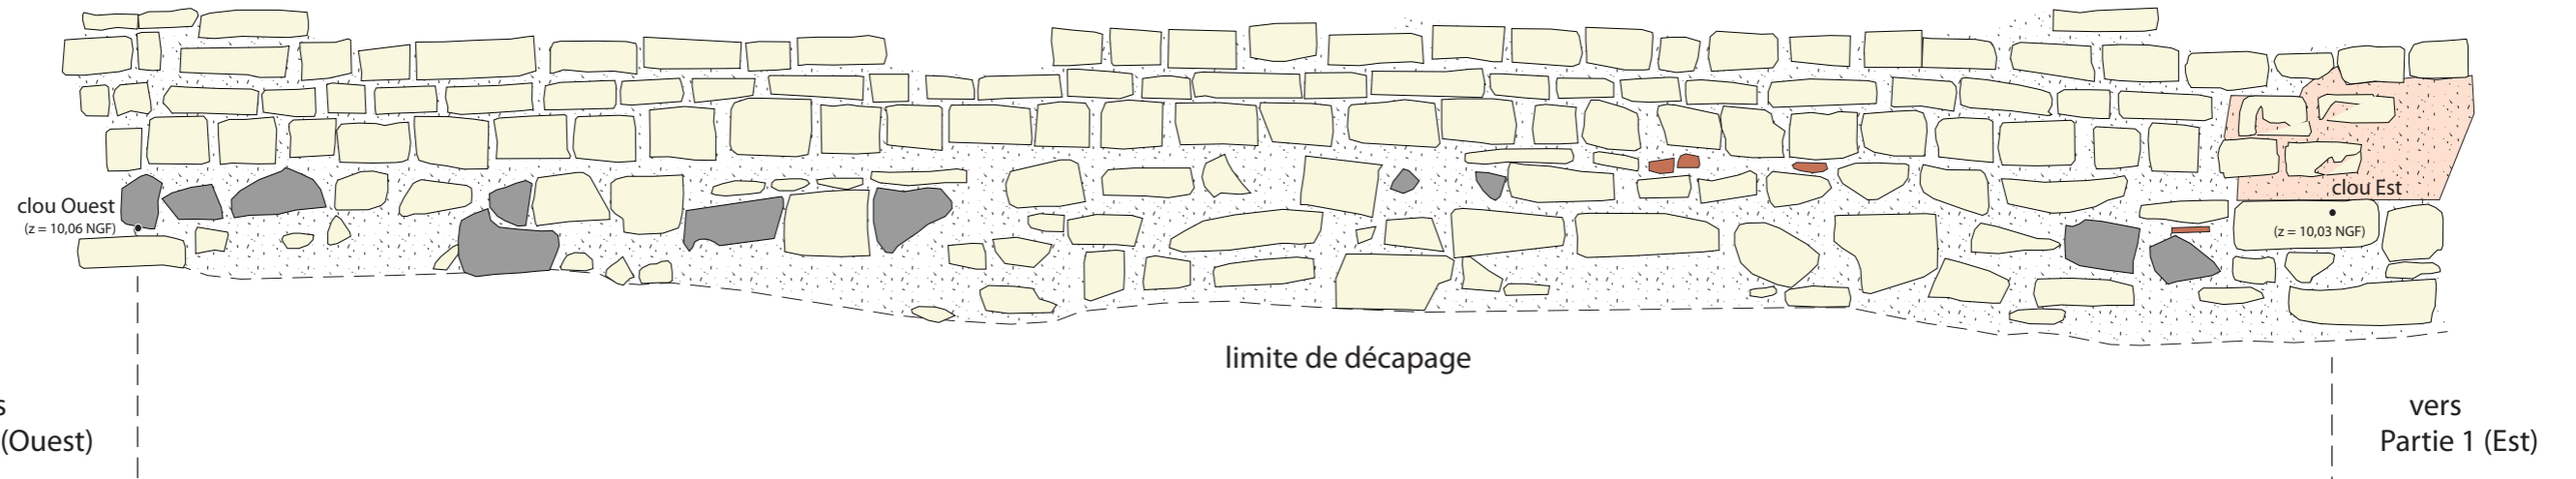 clou Ouest
(z = 10,06 NGF)
clou Est
(z = 10,03 NGF)
limite de décapage
s
(Ouest)
vers
Partie 1 (Est)